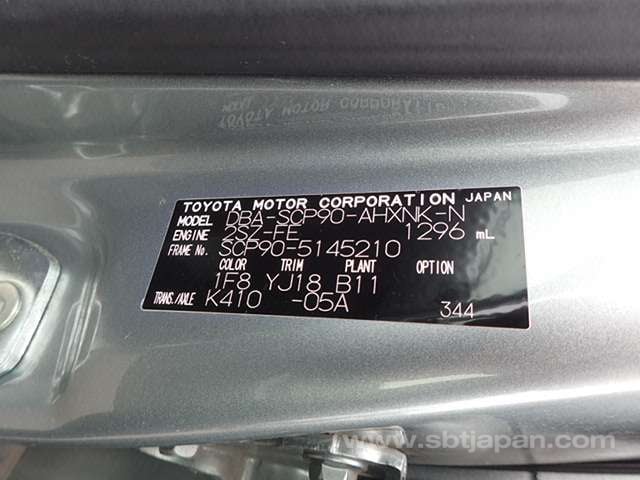 TOYOTA MOTOR CORPORATION JAPAN
MODEL DBA-SCP90-AHXNK-N
ENGINE 2SZ-FE 1296 mL
FRAME No. SCP90-5145210
COLOR TRIM PLANT OPTION
1F8 YJ18 B11
TRANS./AXLE K410 -05A 344
www.sbtjapan.com